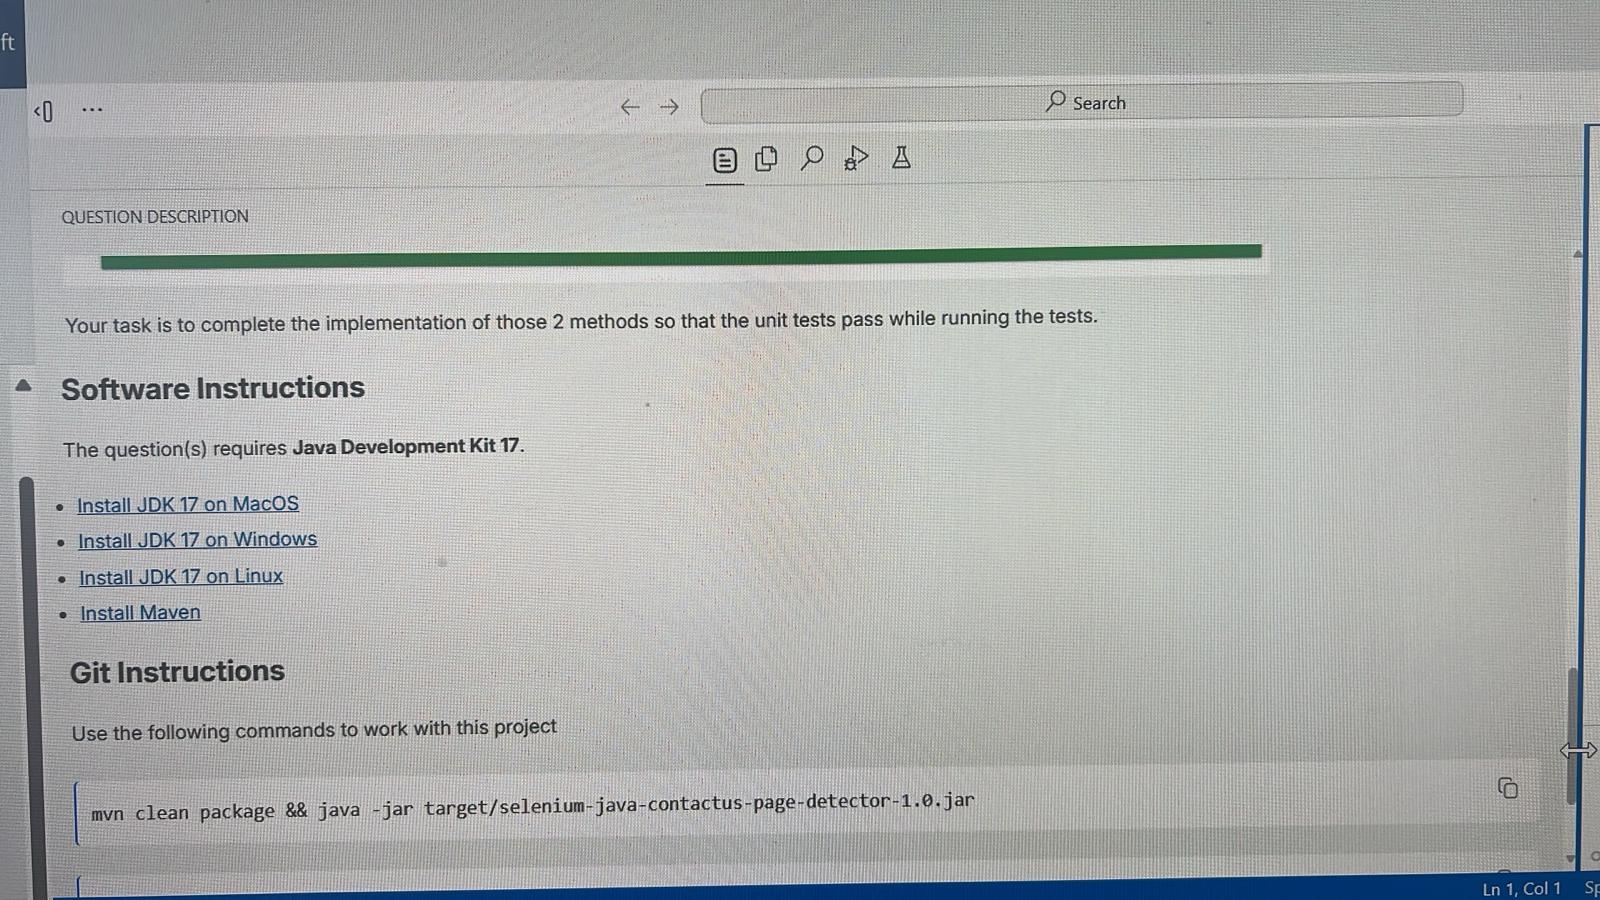 ft
Search
QUESTION DESCRIPTION
Your task is to complete the implementation of those 2 methods so that the unit tests pass while running the tests.
Software Instructions
The question(s) requires Java Development Kit 17.
Install JDK 17 on MacOS
Install JDK 17 on Windows
Install JDK 17 on Linux
Install Maven
Git Instructions
Use the following commands to work with this project
mvn clean package && java -jar target/selenium-java-contactus-page-detector-1.0.jar
Ln 1, Col 1 Sp